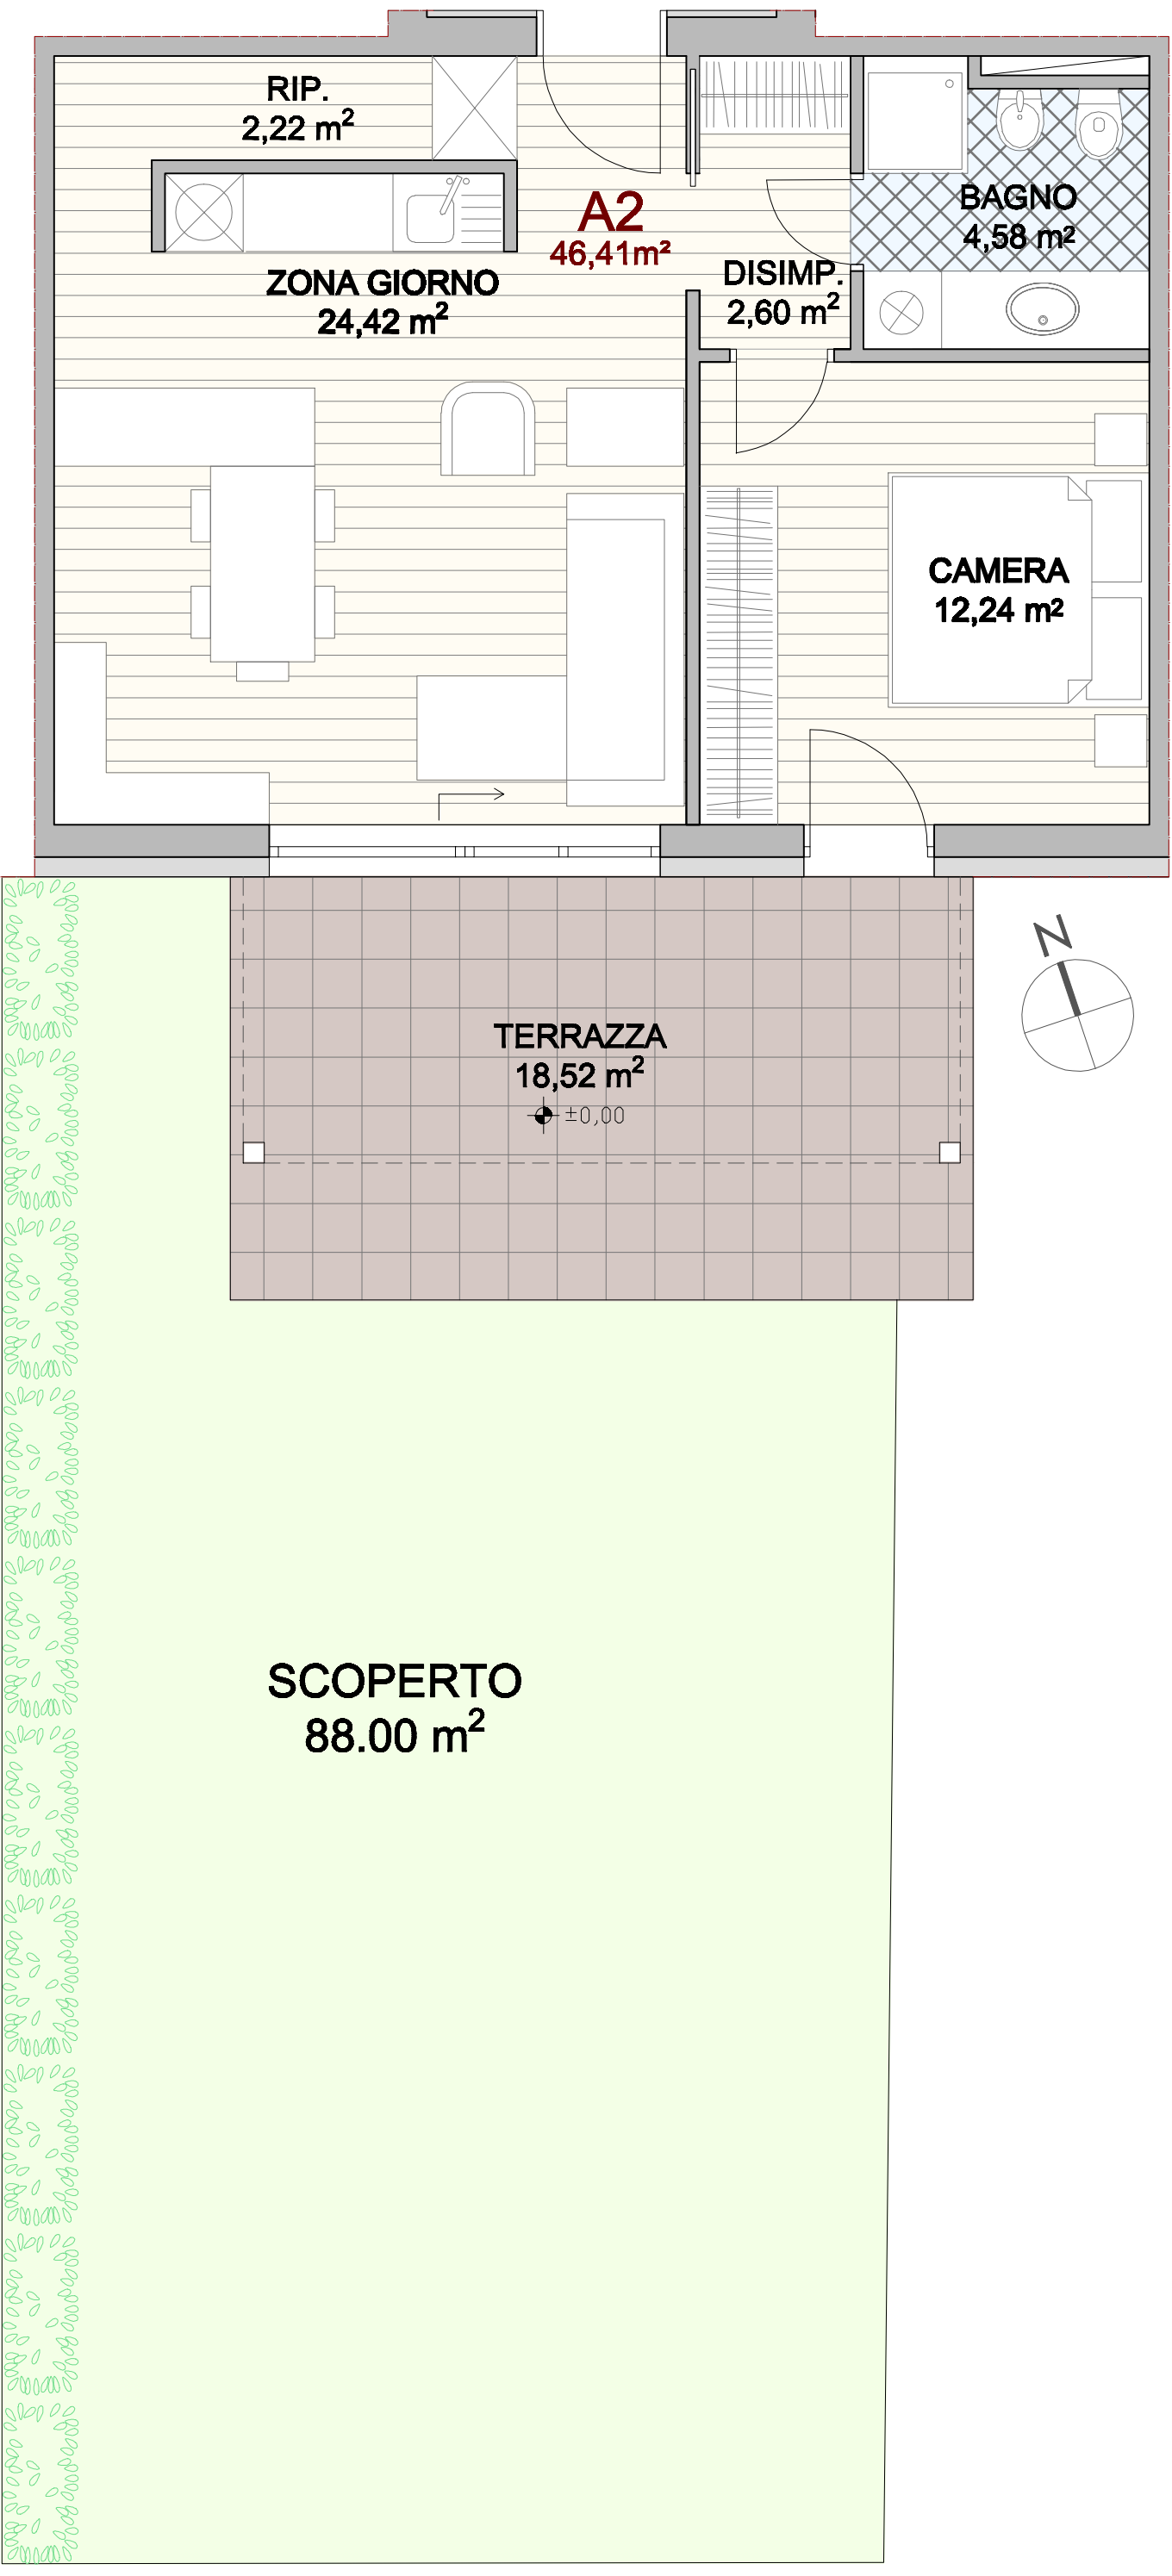 RIP.
2,22 m²
A2
46,41m²
BAGNO
4,58 m²
ZONA GIORNO
24,42 m²
DISIMP.
2,60 m²
CAMERA
12,24 m²
N
TERRAZZA
18,52 m²
±0,00
SCOPERTO
88.00 m²